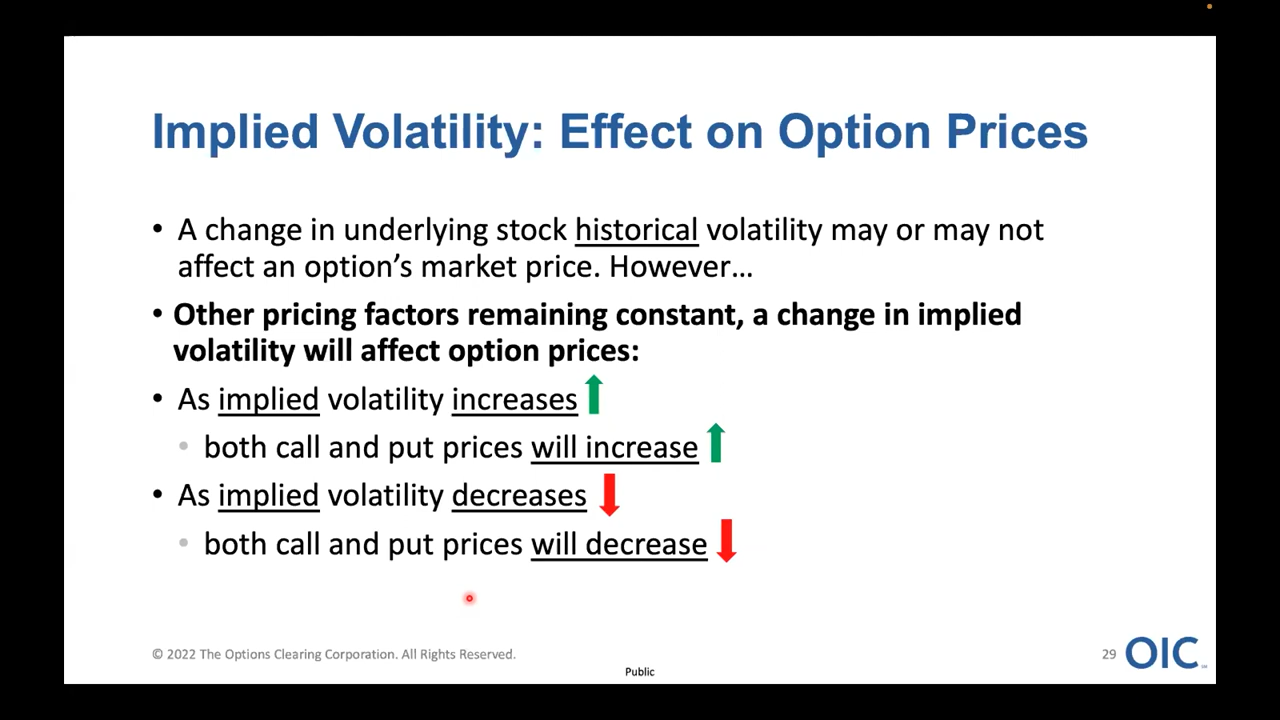 Implied Volatility: Effect on Option Prices
• A change in underlying stock historical volatility may or may not
affect an option’s market price. However…
• Other pricing factors remaining constant, a change in implied
volatility will affect option prices:
• As implied volatility increases
• both call and put prices will increase
• As implied volatility decreases
• both call and put prices will decrease
© 2022 The Options Clearing Corporation. All Rights Reserved.
29
OIC
Public